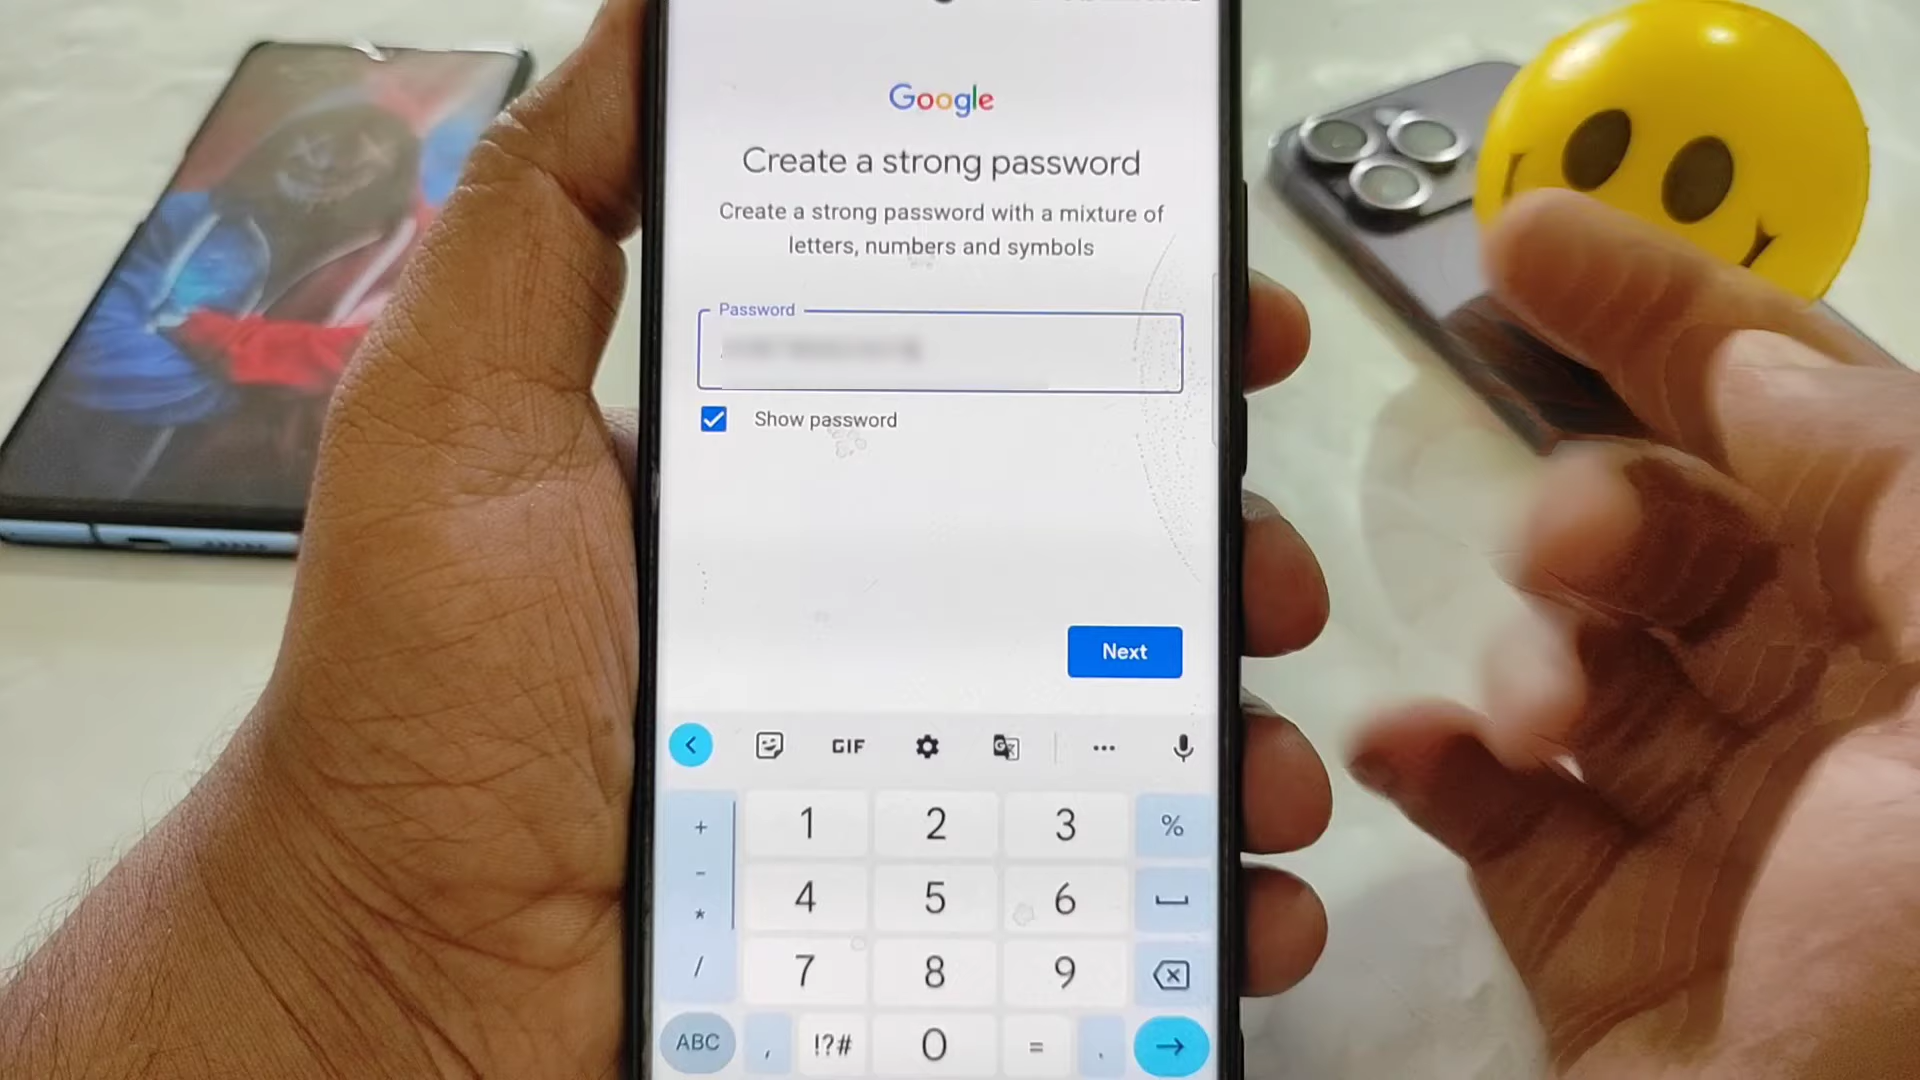 Google
Create a strong password
Create a strong password with a mixture of
letters, numbers and symbols
Password
Show password
Next
GIF
+ 1 2 3 %
-
4 5 6
*
/ 7 8 9
ABC , !?# 0 = .